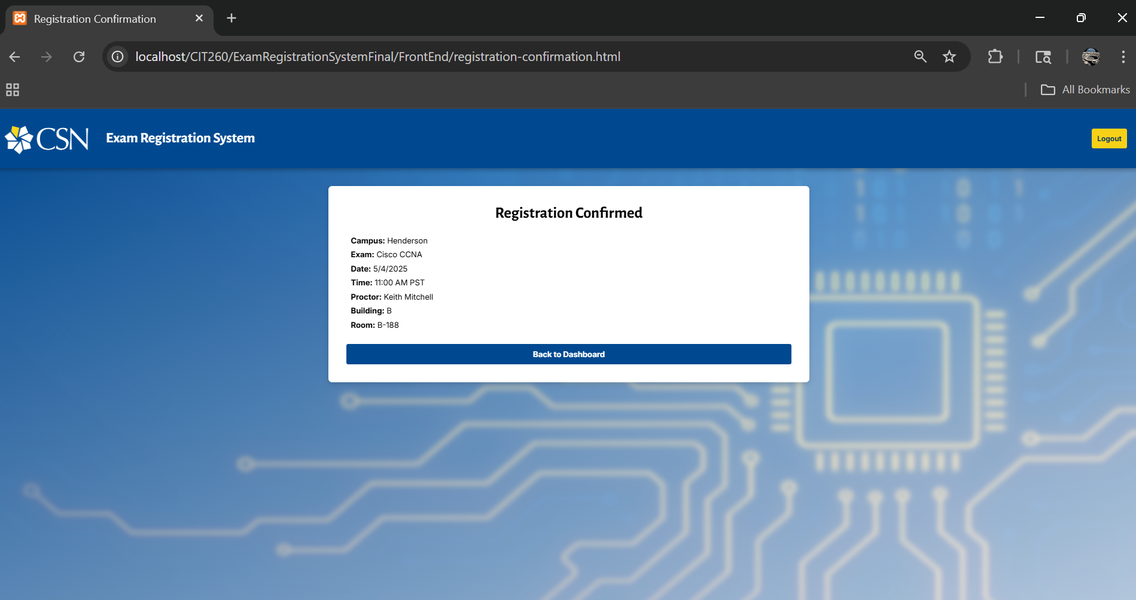 Registration Confirmation
localhost/CIT260/ExamRegistrationSystemFinal/FrontEnd/registration-confirmation.html
All Bookmarks
CSN Exam Registration System
Logout
Registration Confirmed
Campus: Henderson
Exam: Cisco CCNA
Date: 5/4/2025
Time: 11:00 AM PST
Proctor: Keith Mitchell
Building: B
Room: B-188
Back to Dashboard